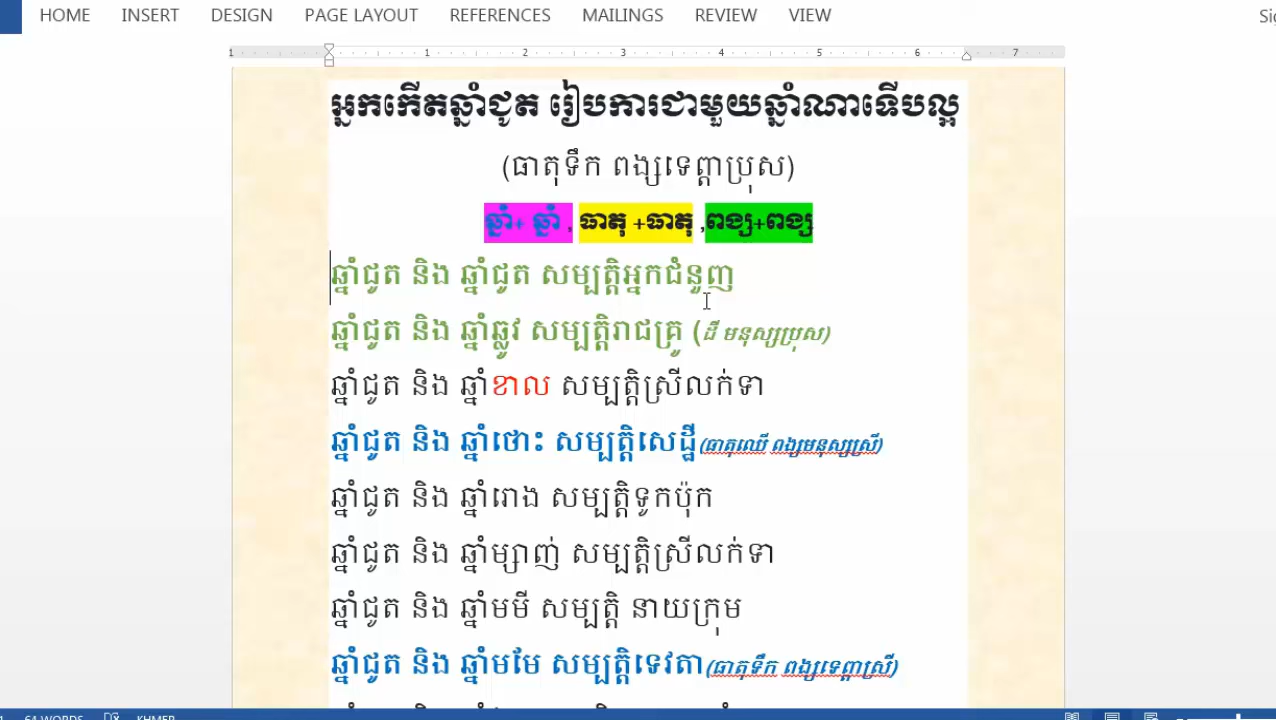 HOME INSERT DESIGN PAGE LAYOUT REFERENCES MAILINGS REVIEW VIEW
1 1 2 3 4 5 6 7
អ្នកកើតឆ្នាំជូត រៀបការជាមួយឆ្នាំណាទើបល្អ
(ធាតុទឹក ពង្សទេព្តាប្រុស)
ឆ្នាំ+ ឆ្នាំ , ធាតុ +ធាតុ ,ពង្ស+ពង្ស
ឆ្នាំជូត និង ឆ្នាំជូត សម្បត្តិអ្នកជំនួញ
ឆ្នាំជូត និង ឆ្នាំឆ្លូវ សម្បត្តិរាជគ្រូ (ដី មនុស្សប្រុស)
ឆ្នាំជូត និង ឆ្នាំខាល សម្បត្តិស្រីលក់ទា
ឆ្នាំជូត និង ឆ្នាំថោះ សម្បត្តិសេដ្ឋី(ធាតុឈើ ពង្សមនុស្សស្រី)
ឆ្នាំជូត និង ឆ្នាំរោង សម្បត្តិទូកប៉ុក
ឆ្នាំជូត និង ឆ្នាំម្សាញ់ សម្បត្តិស្រីលក់ទា
ឆ្នាំជូត និង ឆ្នាំមមី សម្បត្តិ នាយក្រុម
ឆ្នាំជូត និង ឆ្នាំមមែ សម្បត្តិទេវតា(ធាតុទឹក ពង្សទេព្តាស្រី)
64 WORDS KHMER